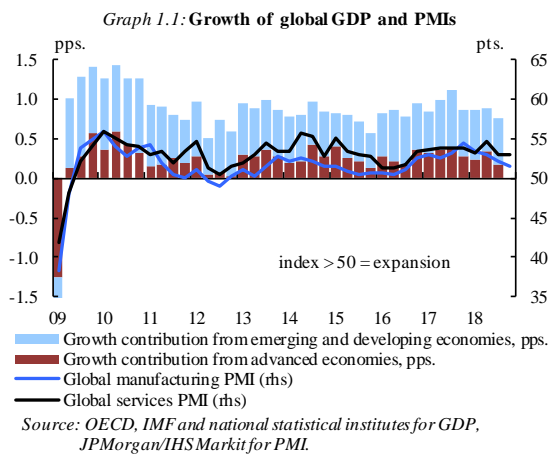 Graph 1.1: Growth of global GDP and PMIs
pps. pts.
1.5 65
1.0 60
0.5 55
0.0 50
-0.5 45
-1.0 40
-1.5 35
index > 50 = expansion
09 10 11 12 13 14 15 16 17 18
Growth contribution from emerging and developing economies, pps.
Growth contribution from advanced economies, pps.
Global manufacturing PMI (rhs)
Global services PMI (rhs)
Source: OECD, IMF and national statistical institutes for GDP,
JPMorgan/IHS Markit for PMI.